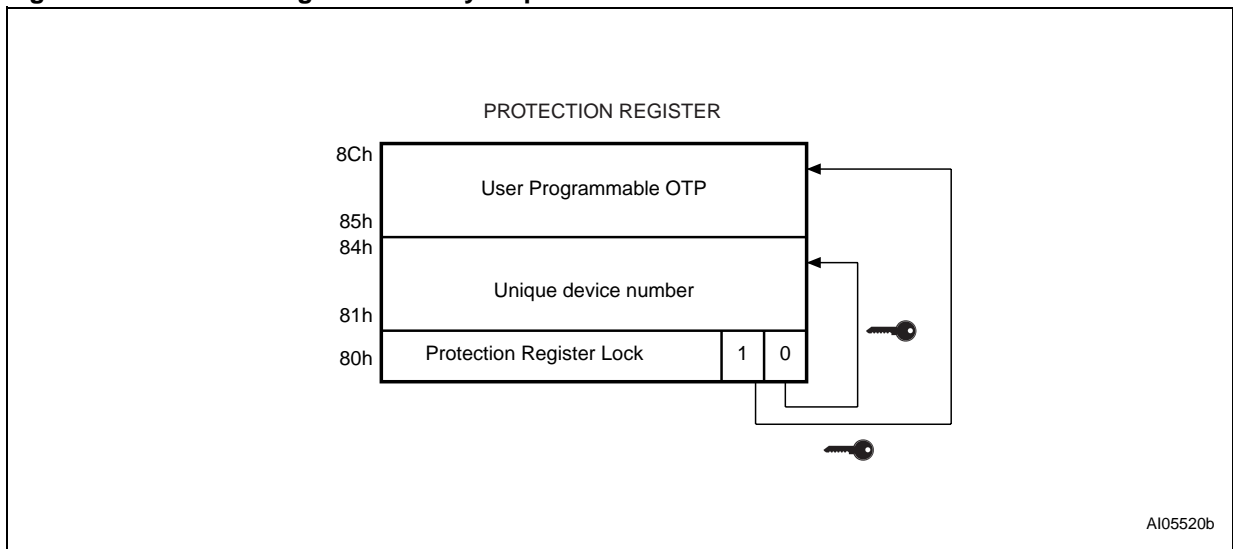 PROTECTION REGISTER
8Ch
User Programmable OTP
85h
84h
Unique device number
81h
80h
Protection Register Lock
1
0
AI05520b